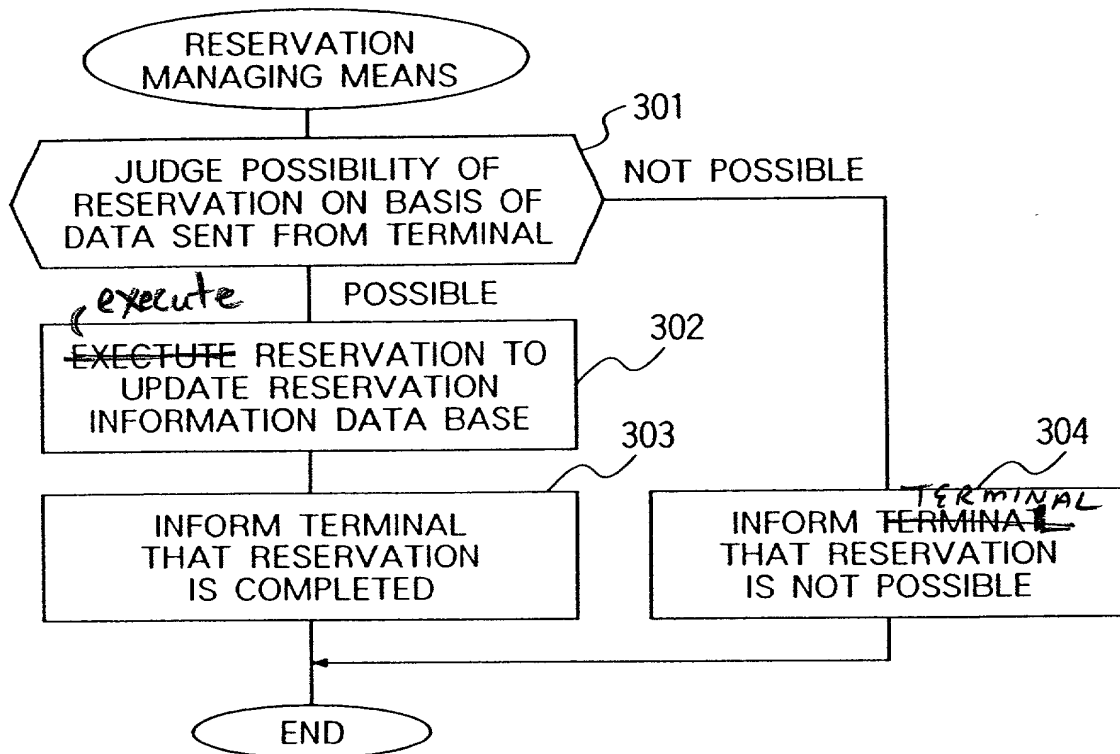 RESERVATION
MANAGING MEANS
301
JUDGE POSSIBILITY OF
RESERVATION ON BASIS OF
DATA SENT FROM TERMINAL
NOT POSSIBLE
POSSIBLE
execute
EXECTUTE RESERVATION TO
UPDATE RESERVATION
INFORMATION DATA BASE
302
303
INFORM TERMINAL
THAT RESERVATION
IS COMPLETED
304
TERMINAL
INFORM TERMINAL
THAT RESERVATION
IS NOT POSSIBLE
END